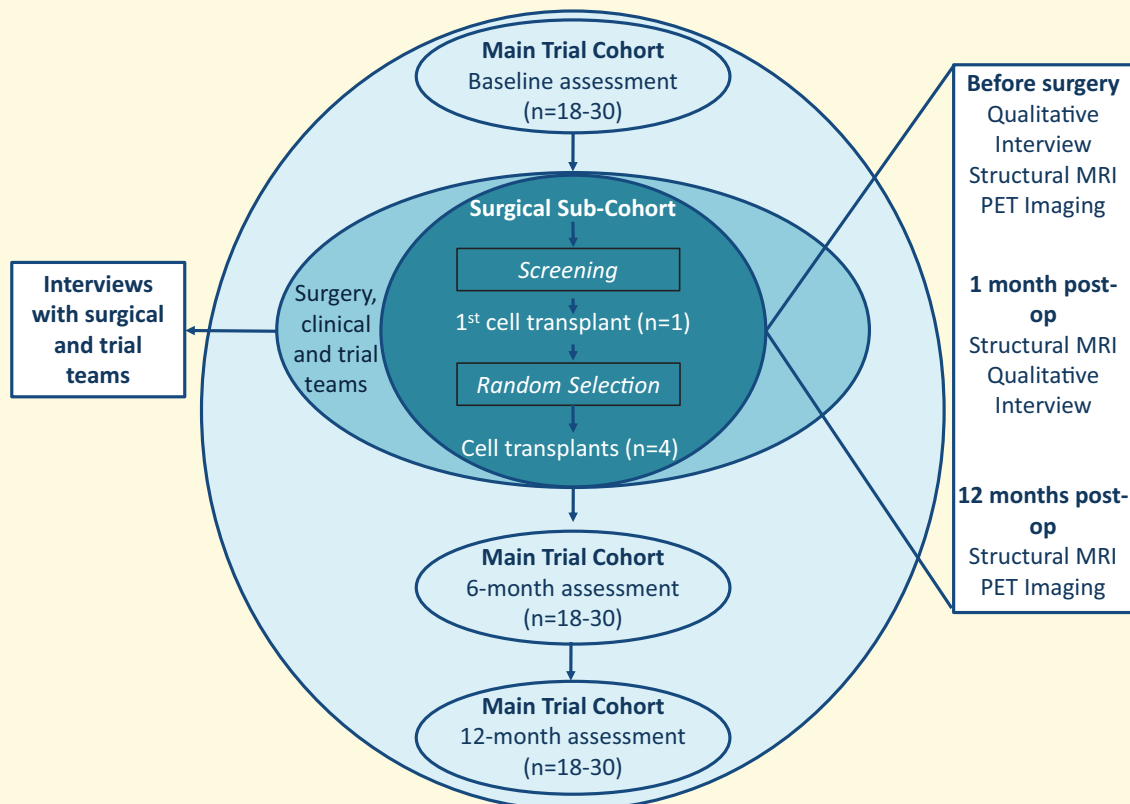 Main Trial Cohort
Baseline assessment
(n=18-30)
Surgical Sub-Cohort
Screening
1st cell transplant (n=1)
Random Selection
Cell transplants (n=4)
Surgery,
clinical
and trial
teams
Interviews
with surgical
and trial
teams
Main Trial Cohort
6-month assessment
(n=18-30)
Main Trial Cohort
12-month assessment
(n=18-30)
Before surgery
Qualitative
Interview
Structural MRI
PET Imaging
1 month post-
op
Structural MRI
Qualitative
Interview
12 months post-
op
Structural MRI
PET Imaging